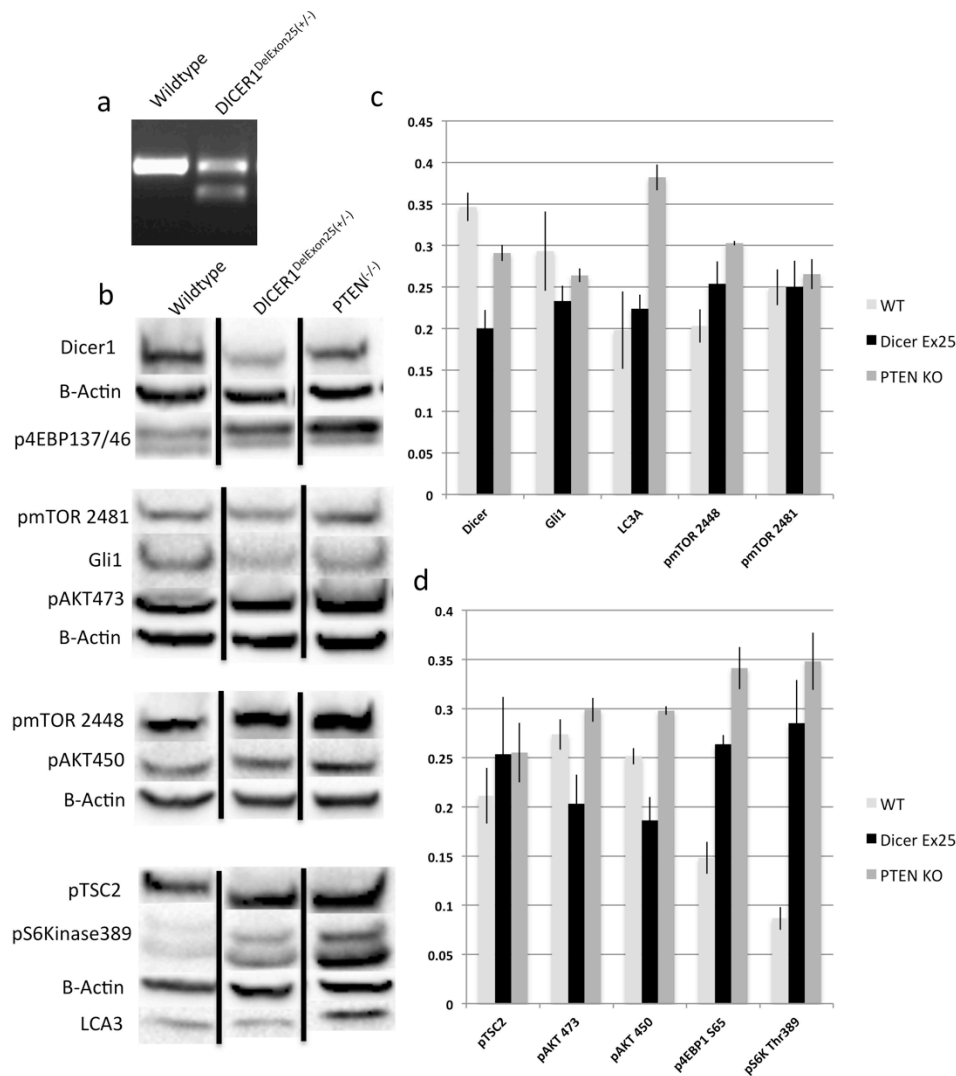 a
Wildtype
DICER1DelExon25(+/-)
b
Wildtype
DICER1DelExon25(+/-)
PTEN(-/-)
Dicer1
B-Actin
p4EBP137/46
pmTOR 2481
Gli1
pAKT473
B-Actin
pmTOR 2448
pAKT450
B-Actin
pTSC2
pS6Kinase389
B-Actin
LCA3
c
0.45
0.4
0.35
0.3
0.25
0.2
0.15
0.1
0.05
0
Dicer
Gli1
LC3A
pmTOR 2448
pmTOR 2481
WT
Dicer Ex25
PTEN KO
d
0.4
0.35
0.3
0.25
0.2
0.15
0.1
0.05
0
pTSC2
pAKT 473
pAKT 450
p4EBP1 S65
pS6K Thr389
WT
Dicer Ex25
PTEN KO